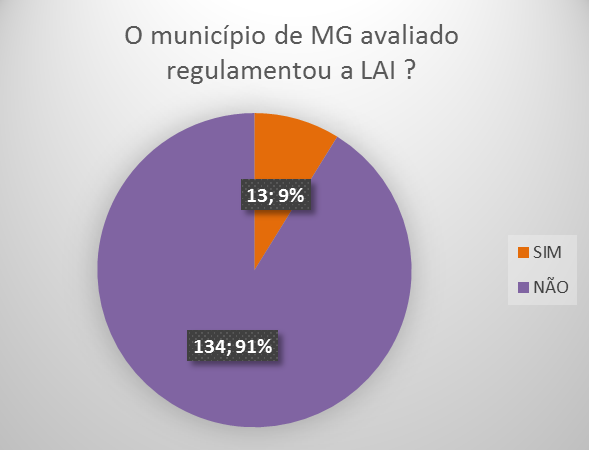 O município de MG avaliado
regulamentou a LAI ?
13; 9%
SIM
NÃO
134; 91%